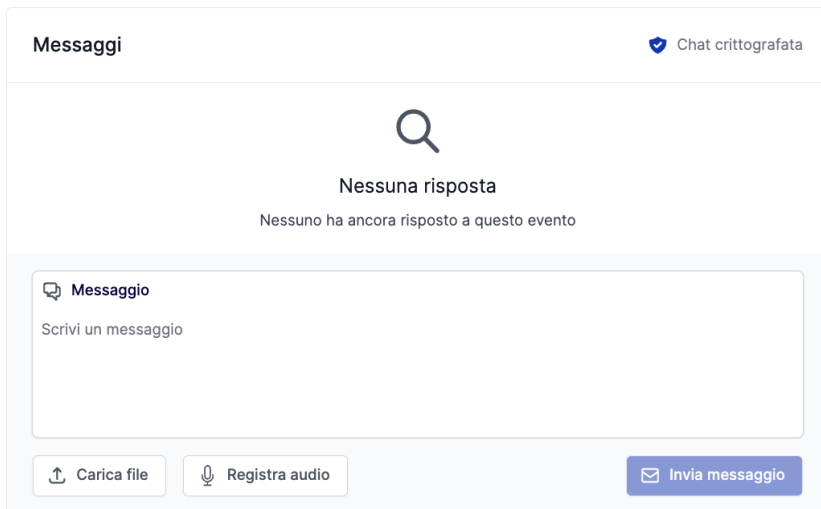 Messaggi
Chat crittografata
Nessuna risposta
Nessuno ha ancora risposto a questo evento
Messaggio
Scrivi un messaggio
Carica file
Registra audio
Invia messaggio